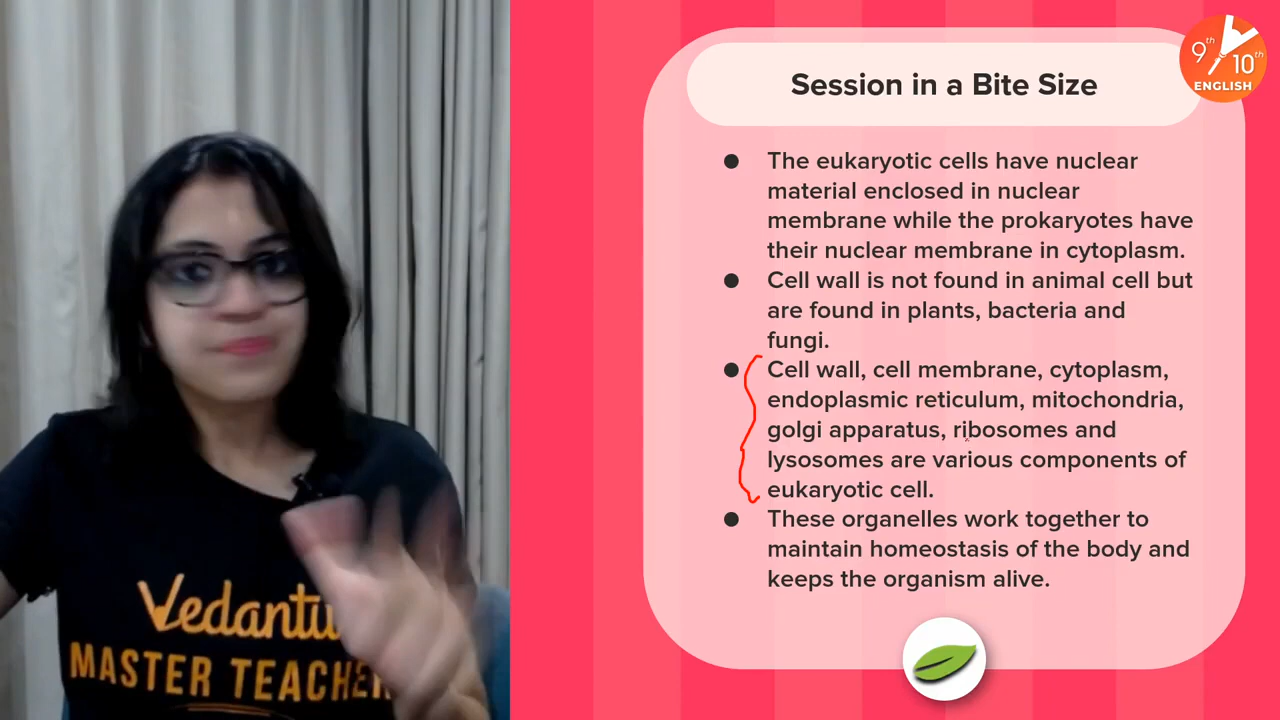 Session in a Bite Size
9th
10th
ENGLISH
● The eukaryotic cells have nuclear
material enclosed in nuclear
membrane while the prokaryotes have
their nuclear membrane in cytoplasm.
● Cell wall is not found in animal cell but
are found in plants, bacteria and
fungi.
● Cell wall, cell membrane, cytoplasm,
endoplasmic reticulum, mitochondria,
golgi apparatus, ribosomes and
lysosomes are various components of
eukaryotic cell.
● These organelles work together to
maintain homeostasis of the body and
keeps the organism alive.
Vedantu
MASTER TEACHER